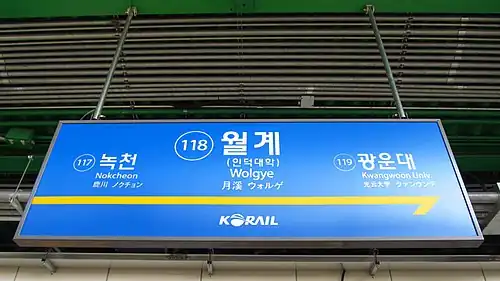 117 녹천
Nokcheon
鹿川 ノクチョン
118 월계
(인덕대학)
Wolgye
月溪 ウォルゲ
119 광운대
Kwangwoon Univ.
光云大学 クァンウンデ
KORAIL